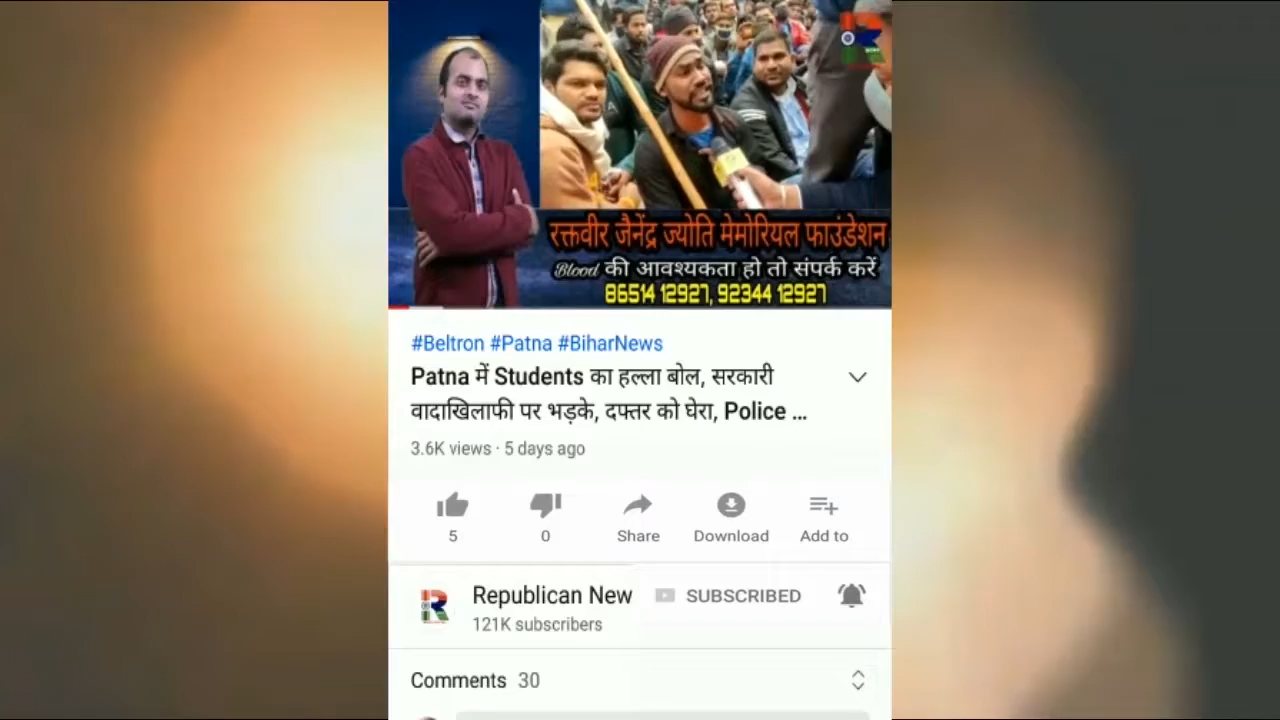 रक्तवीर जैनेंद्र ज्योति मेमोरियल फाउंडेशन
Blood की आवश्यकता हो तो संपर्क करें
86514 12927, 92344 12927
#Beltron #Patna #BiharNews
Patna में Students का हल्ला बोल, सरकारी
वादाखिलाफी पर भड़के, दफ्तर को घेरा, Police ...
3.6K views · 5 days ago
5 0 Share Download Add to
Republican New SUBSCRIBED
121K subscribers
Comments 30